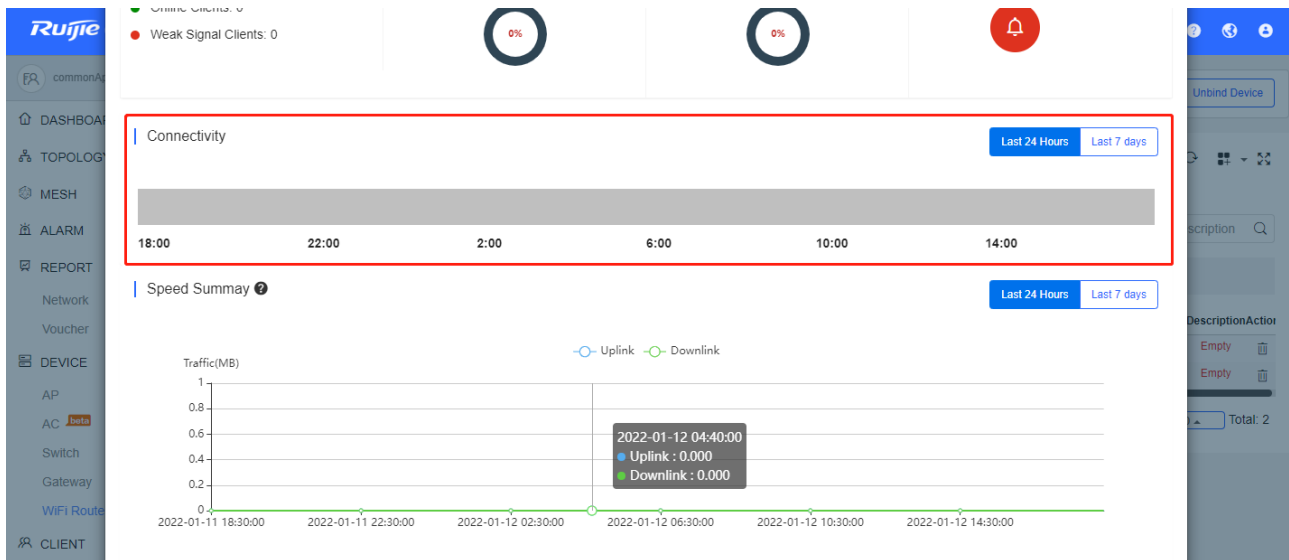 Ruijie
Online Clients: 0
Weak Signal Clients: 0
0%
0%
commonAp
Unbind Device
DASHBOA
TOPOLOGY
MESH
ALARM
REPORT
Network
Voucher
DEVICE
AP
AC beta
Switch
Gateway
WiFi Route
CLIENT
Connectivity
Last 24 Hours Last 7 days
18:00 22:00 2:00 6:00 10:00 14:00
Speed Summay ?
Last 24 Hours Last 7 days
Uplink Downlink
Traffic(MB)
1
0.8
0.6
0.4
0.2
0
2022-01-12 04:40:00
Uplink : 0.000
Downlink : 0.000
2022-01-11 18:30:00 2022-01-11 22:30:00 2022-01-12 02:30:00 2022-01-12 06:30:00 2022-01-12 10:30:00 2022-01-12 14:30:00
scription
DescriptionAction
Empty
Empty
Total: 2